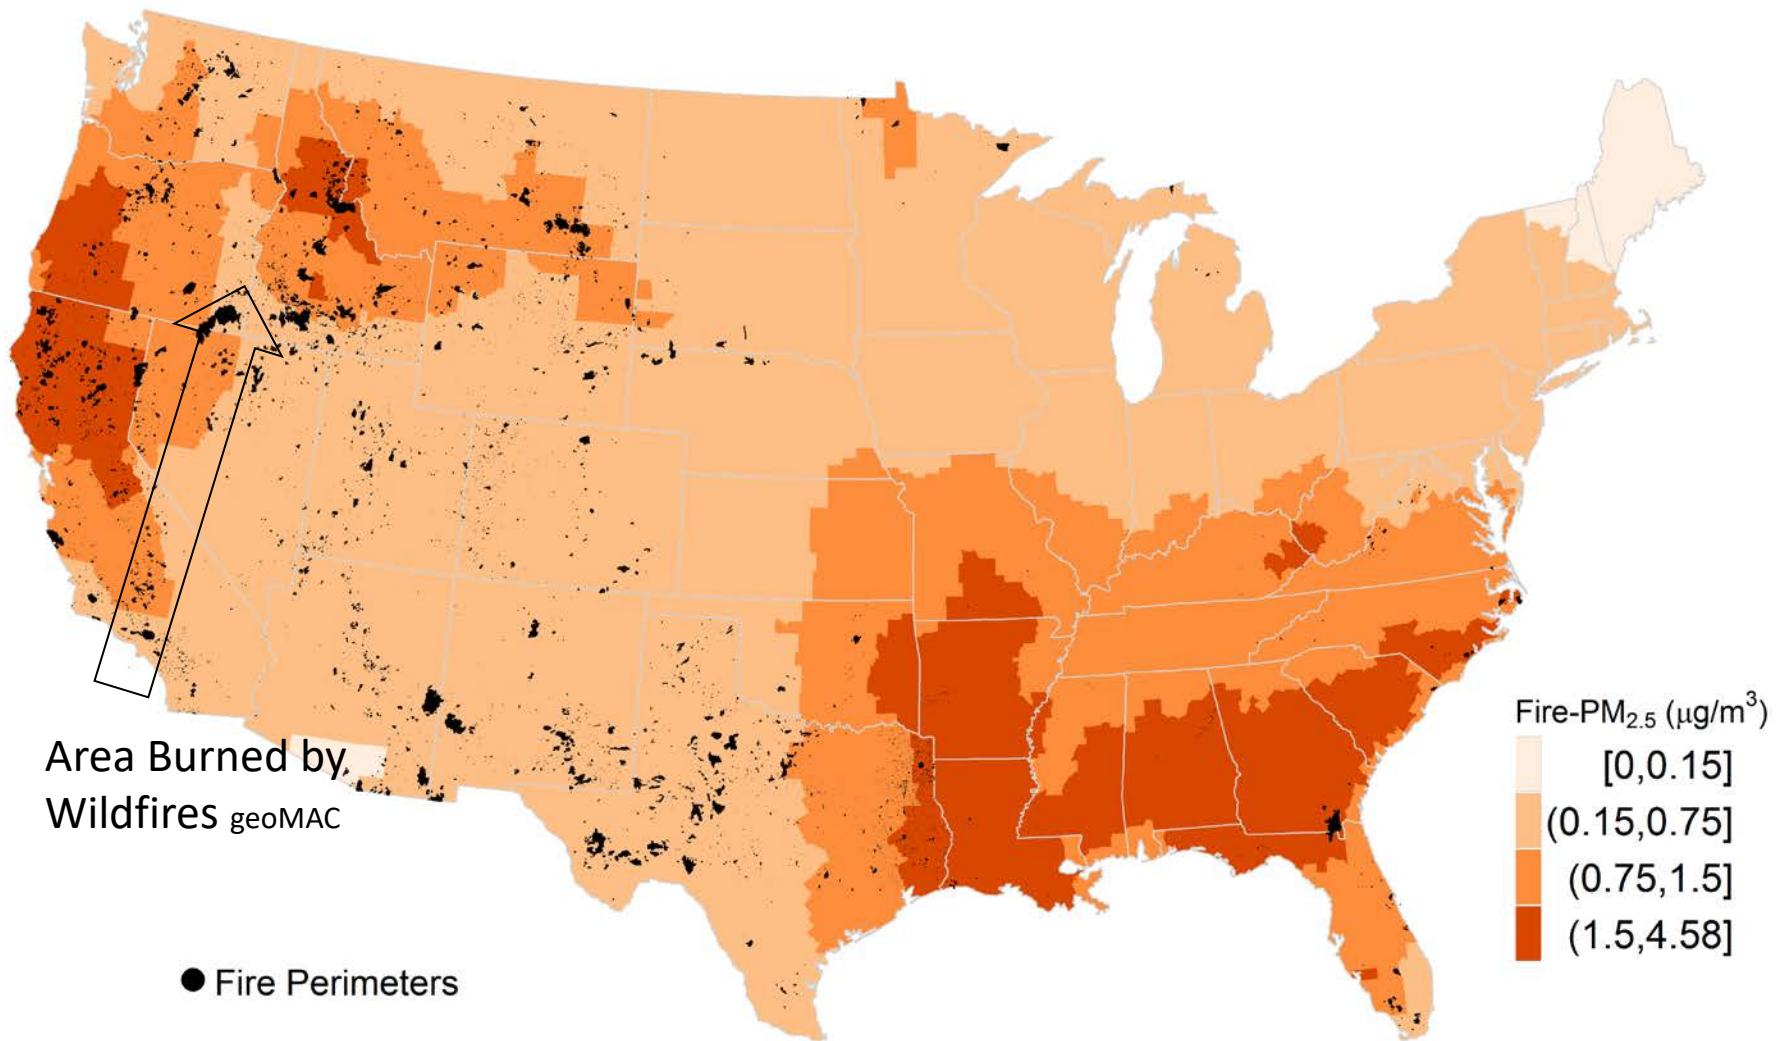 Area Burned by
Wildfires geoMAC
● Fire Perimeters
Fire-PM₂.₅ (μg/m³)
[0,0.15]
(0.15,0.75]
(0.75,1.5]
(1.5,4.58]